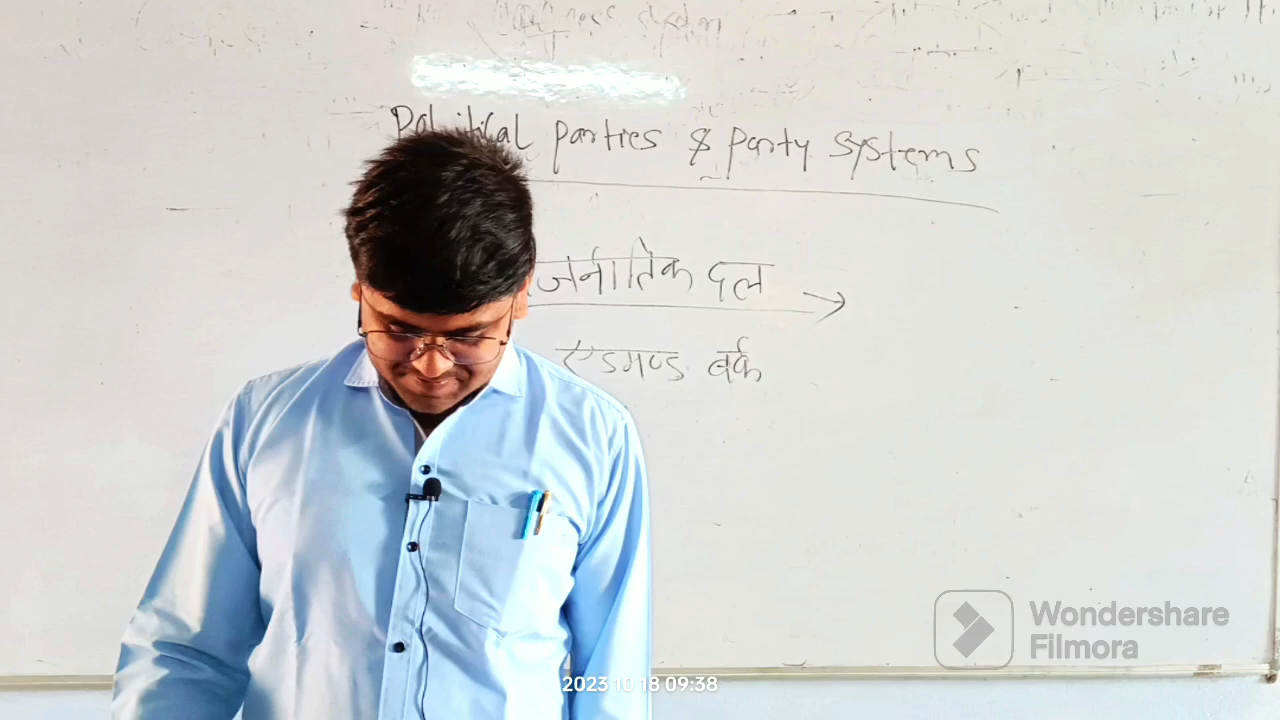 Political parties & Party systems
जनीतिक दल →
एडमण्ड बर्क
Wondershare
Filmora
2023 10 18 09:38